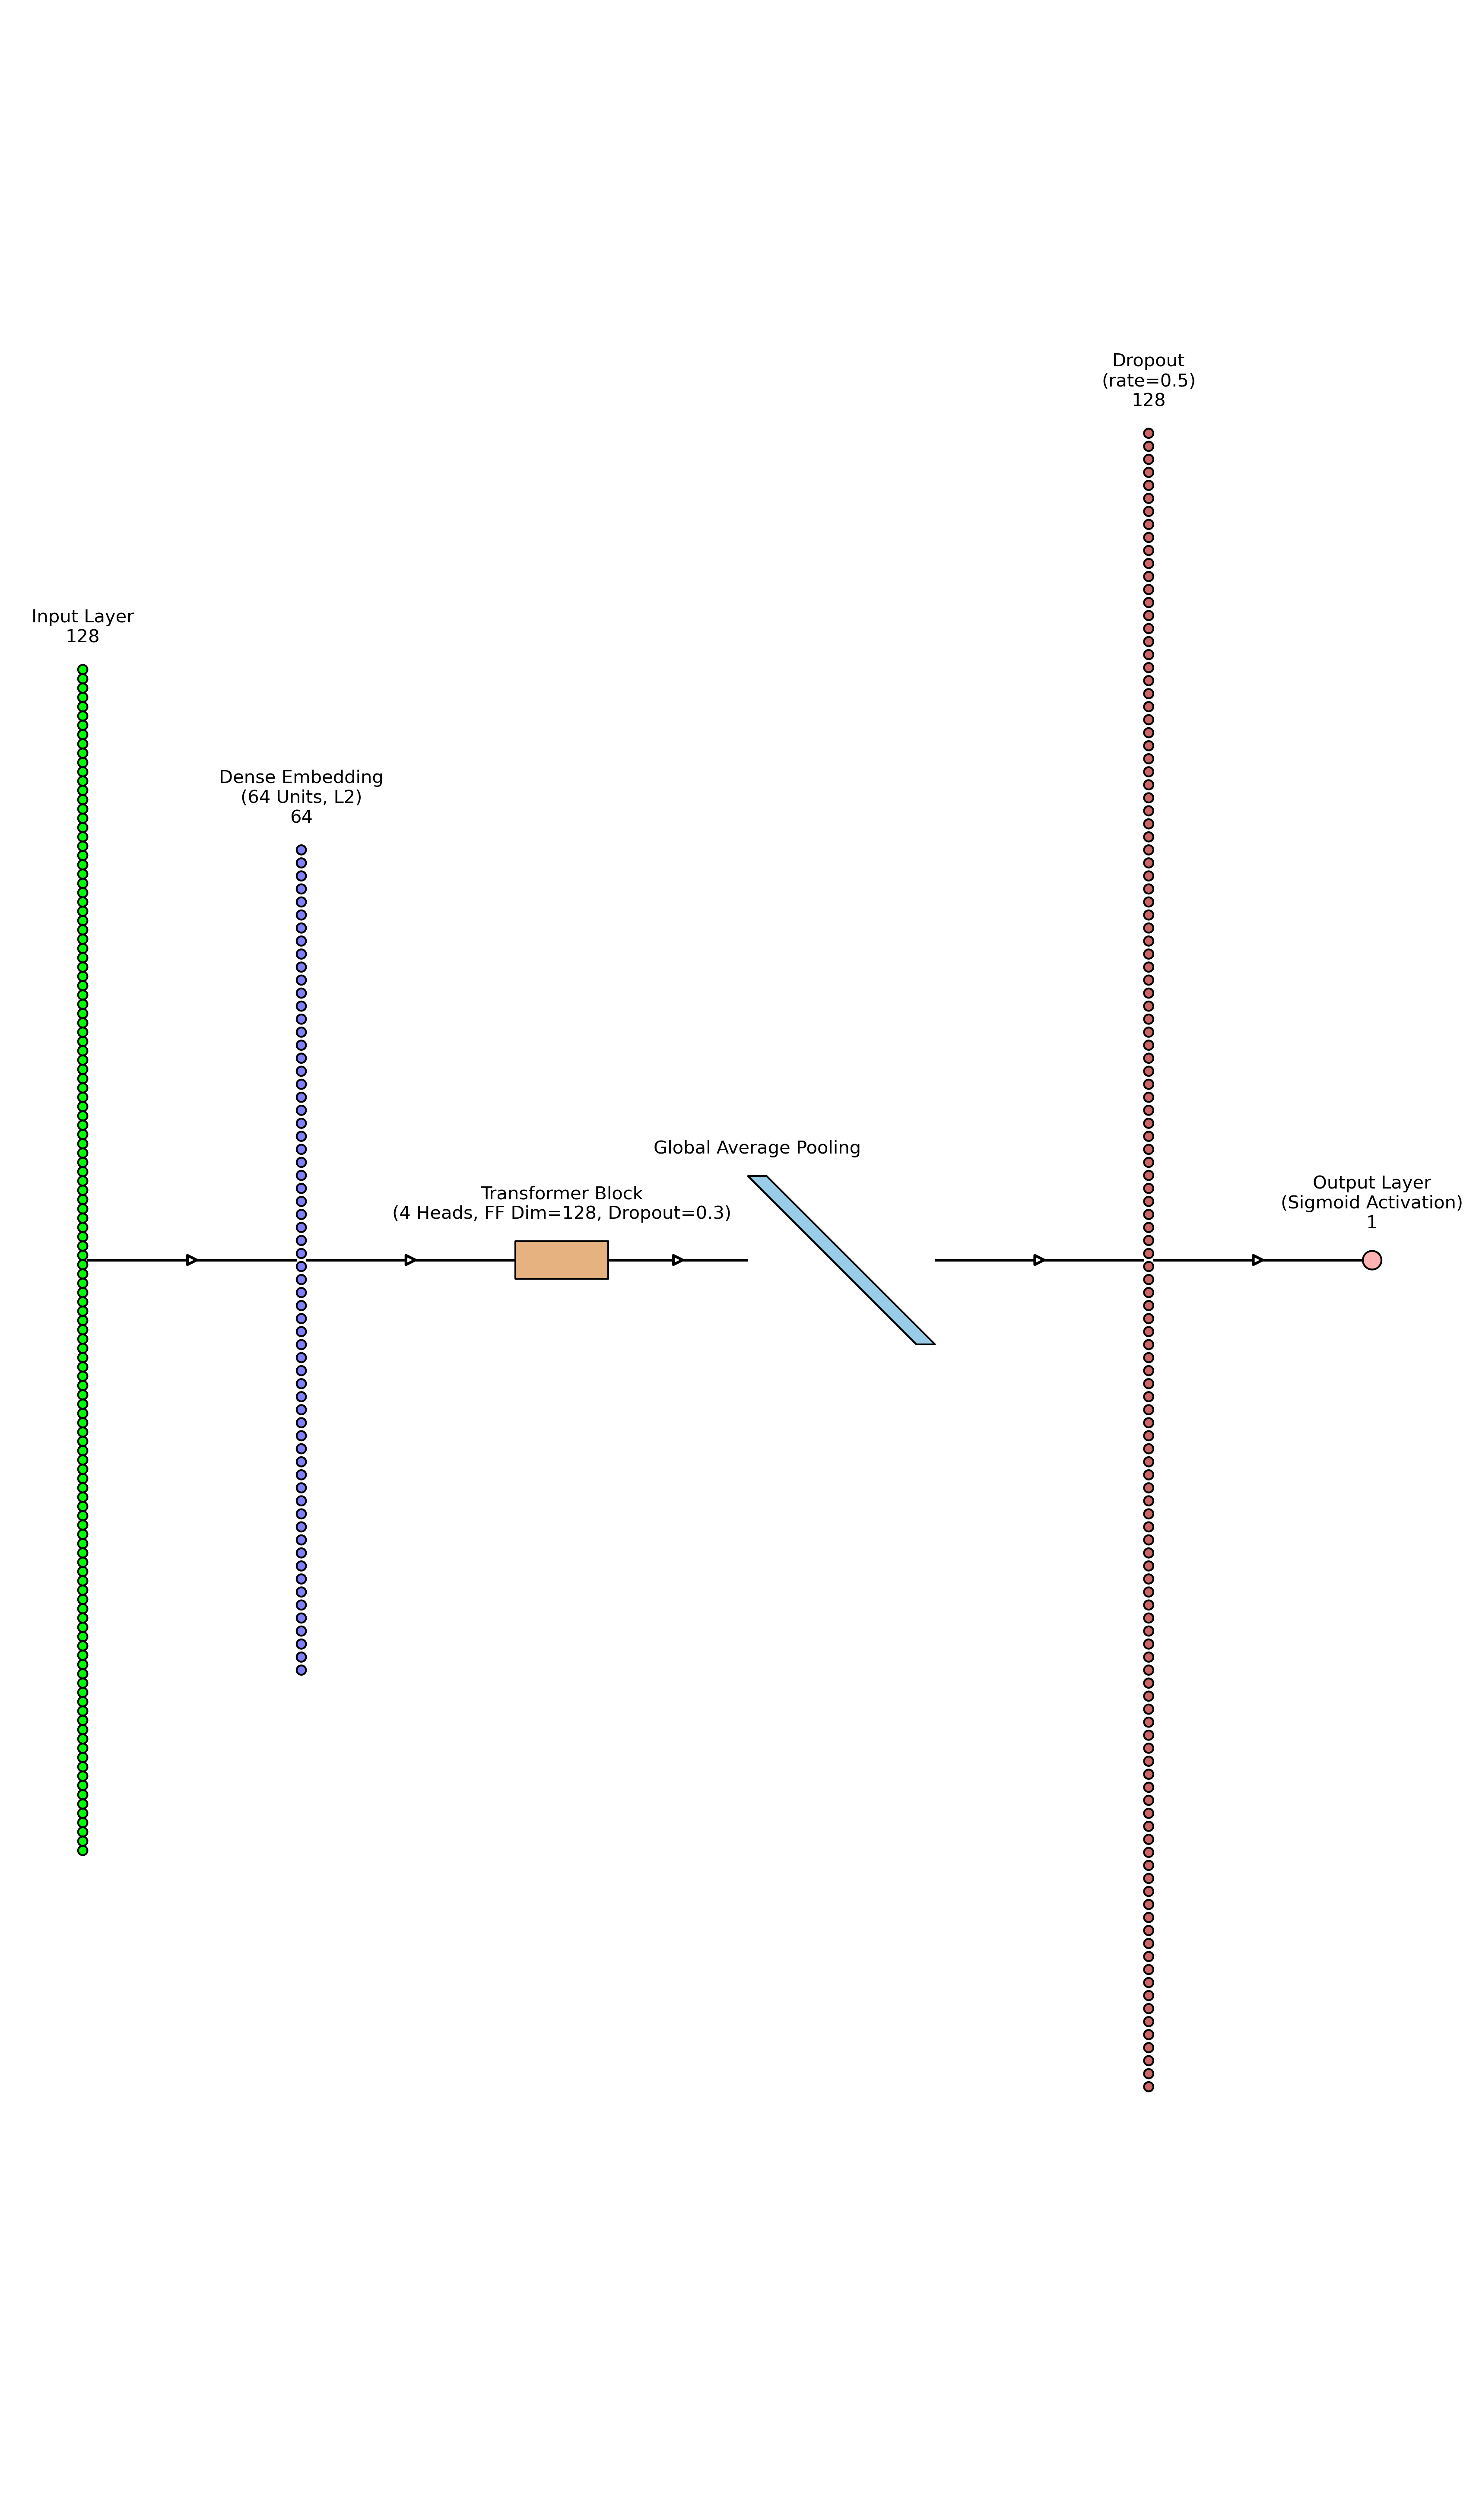 Input Layer
128
Dense Embedding
(64 Units, L2)
64
Transformer Block
(4 Heads, FF Dim=128, Dropout=0.3)
Global Average Pooling
Dropout
(rate=0.5)
128
Output Layer
(Sigmoid Activation)
1